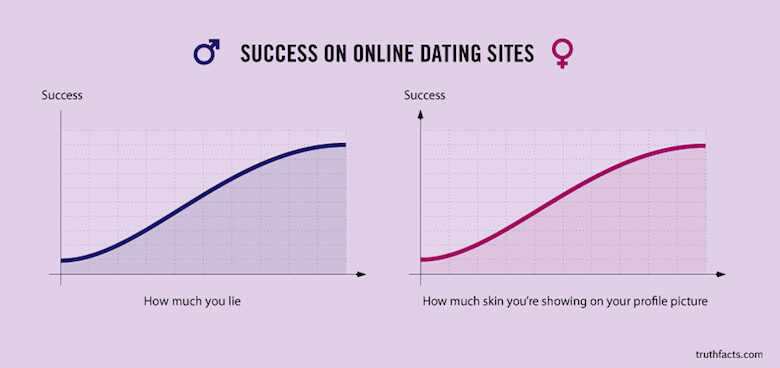 SUCCESS ON ONLINE DATING SITES
Success
How much you lie
Success
How much skin you're showing on your profile picture
truthfacts.com